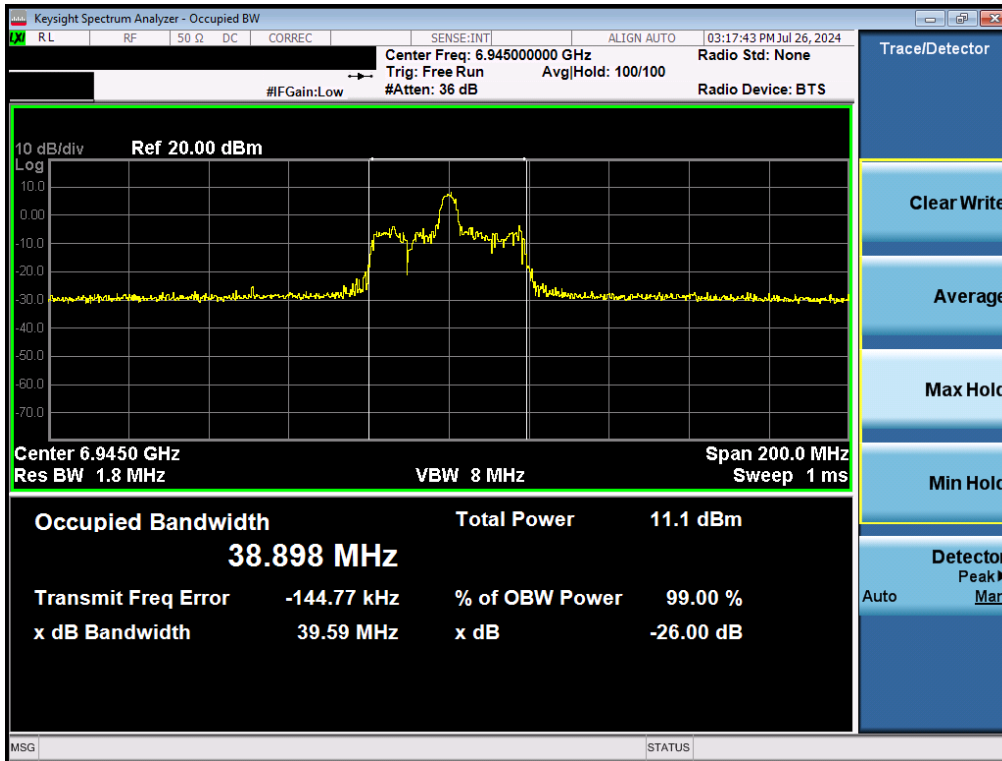 Keysight Spectrum Analyzer - Occupied BW
LXI RL RF 50 Ω DC CORREC SENSE:INT ALIGN AUTO 03:17:43 PM Jul 26, 2024
Center Freq: 6.945000000 GHz Radio Std: None
Trig: Free Run Avg|Hold: 100/100
#IFGain:Low #Atten: 36 dB Radio Device: BTS
10 dB/div Ref 20.00 dBm
Log
10.0
0.00
-10.0
-20.0
-30.0
-40.0
-50.0
-60.0
-70.0
Center 6.9450 GHz Span 200.0 MHz
Res BW 1.8 MHz VBW 8 MHz Sweep 1 ms
Occupied Bandwidth Total Power 11.1 dBm
38.898 MHz
Transmit Freq Error -144.77 kHz % of OBW Power 99.00 %
x dB Bandwidth 39.59 MHz x dB -26.00 dB
Trace/Detector
Clear Write
Average
Max Hold
Min Hold
Detector
Peak
Auto Man
MSG STATUS